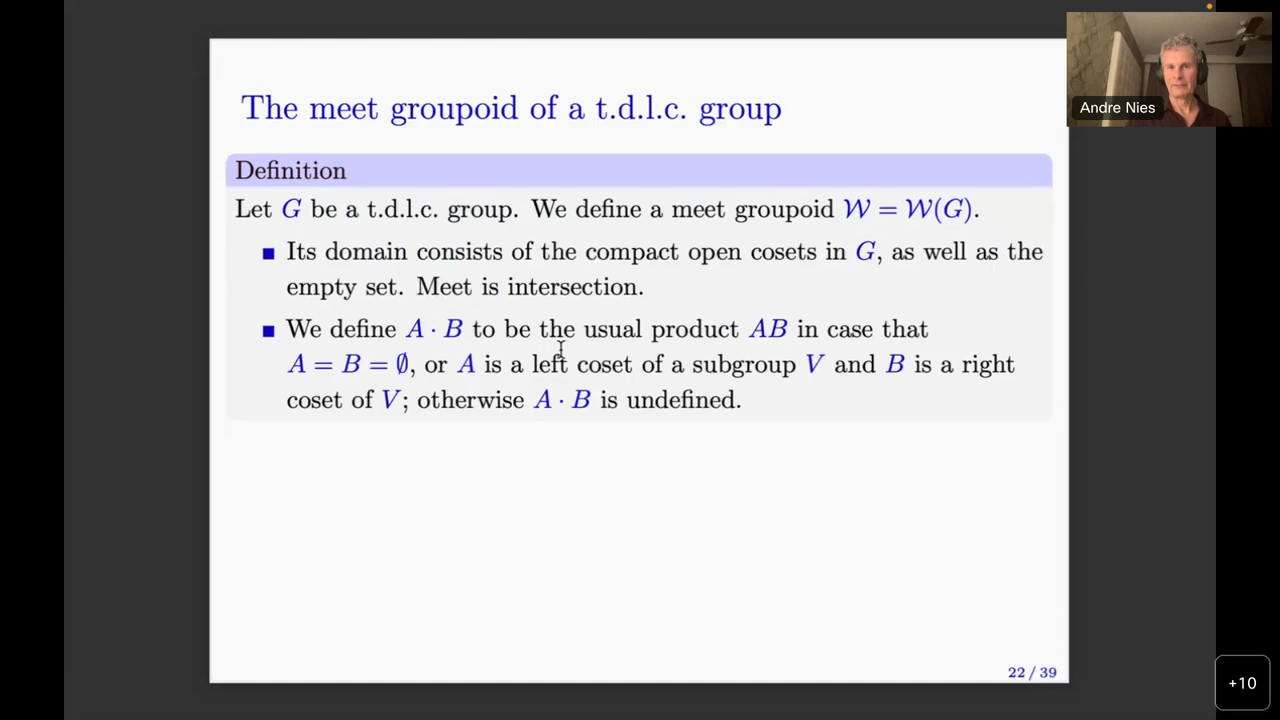 The meet groupoid of a t.d.l.c. group
Andre Nies
Definition
Let G be a t.d.l.c. group. We define a meet groupoid 𝒲 = 𝒲(G).
■ Its domain consists of the compact open cosets in G, as well as the
empty set. Meet is intersection.
■ We define A · B to be the usual product AB in case that
A = B = ∅, or A is a left coset of a subgroup V and B is a right
coset of V; otherwise A · B is undefined.
22 / 39
+10